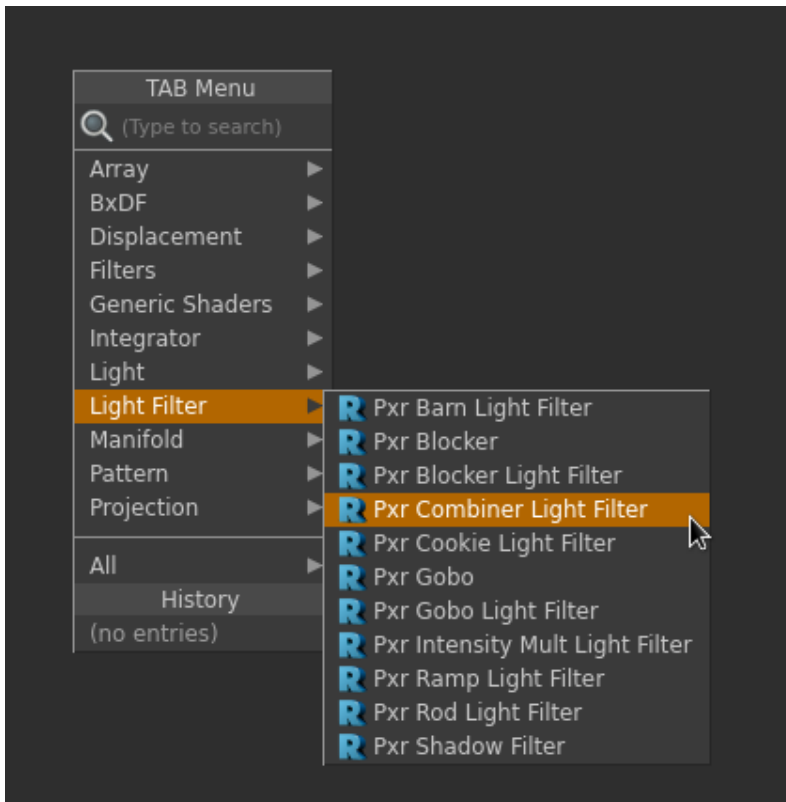 TAB Menu
(Type to search)
Array
BxDF
Displacement
Filters
Generic Shaders
Integrator
Light
Light Filter
Manifold
Pattern
Projection
All
History
(no entries)
Pxr Barn Light Filter
Pxr Blocker
Pxr Blocker Light Filter
Pxr Combiner Light Filter
Pxr Cookie Light Filter
Pxr Gobo
Pxr Gobo Light Filter
Pxr Intensity Mult Light Filter
Pxr Ramp Light Filter
Pxr Rod Light Filter
Pxr Shadow Filter